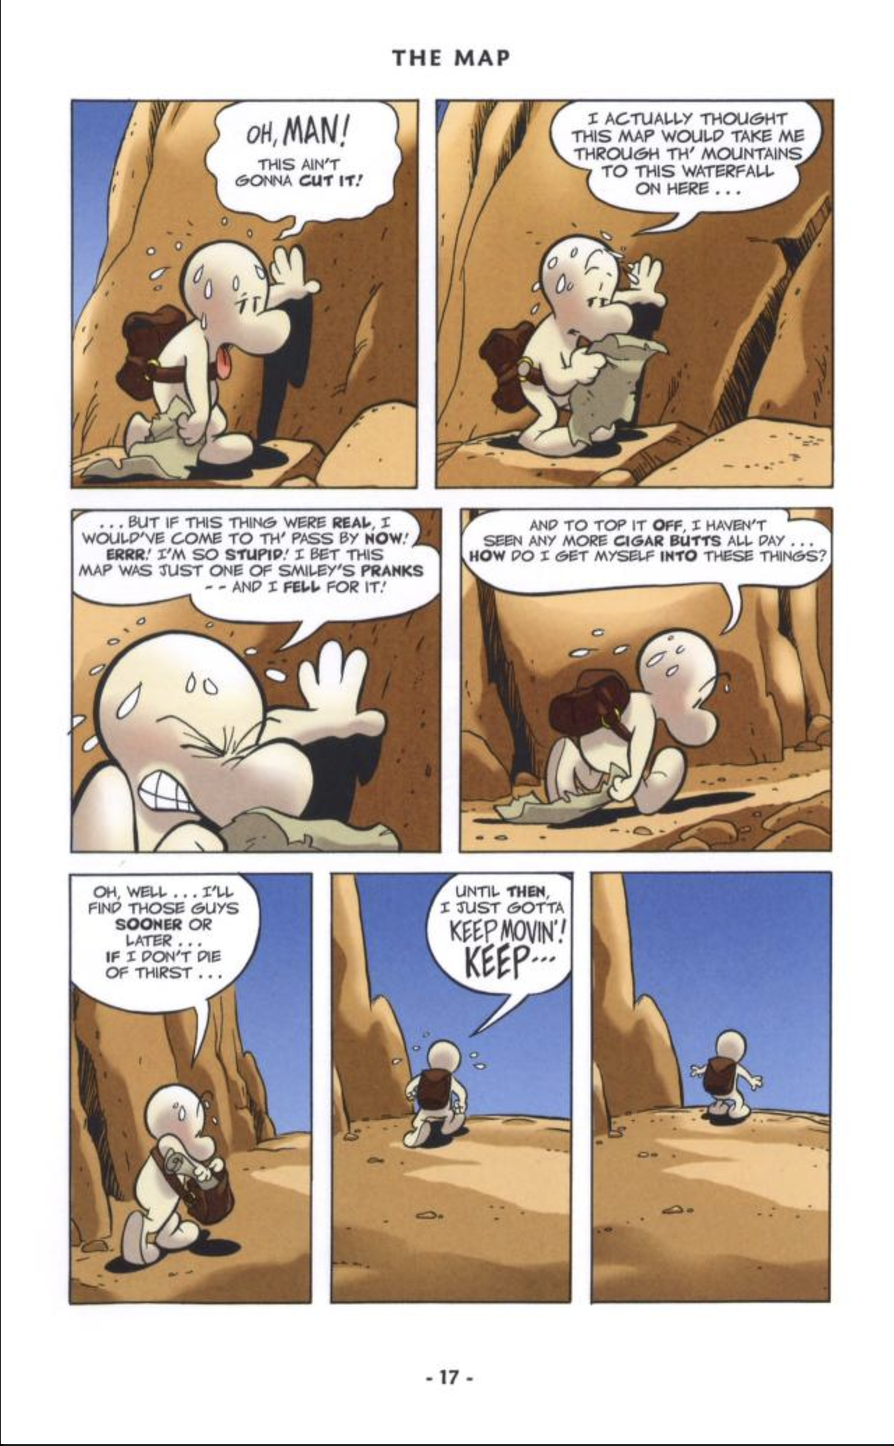 THE MAP
OH, MAN!
THIS AIN'T
GONNA CUT IT!
I ACTUALLY THOUGHT
THIS MAP WOULD TAKE ME
THROUGH TH' MOUNTAINS
TO THIS WATERFALL
ON HERE . . .
. . . BUT IF THIS THING WERE REAL, I
WOULD'VE COME TO TH' PASS BY NOW!
ERRR! I'M SO STUPID! I BET THIS
MAP WAS JUST ONE OF SMILEY'S PRANKS
- - AND I FELL FOR IT!
AND TO TOP IT OFF, I HAVEN'T
SEEN ANY MORE CIGAR BUTTS ALL DAY . . .
HOW DO I GET MYSELF INTO THESE THINGS?
OH, WELL . . . I'LL
FIND THOSE GUYS
SOONER OR
LATER . . .
IF I DON'T DIE
OF THIRST . . .
UNTIL THEN,
I JUST GOTTA
KEEP MOVIN'!
KEEP...
- 17 -